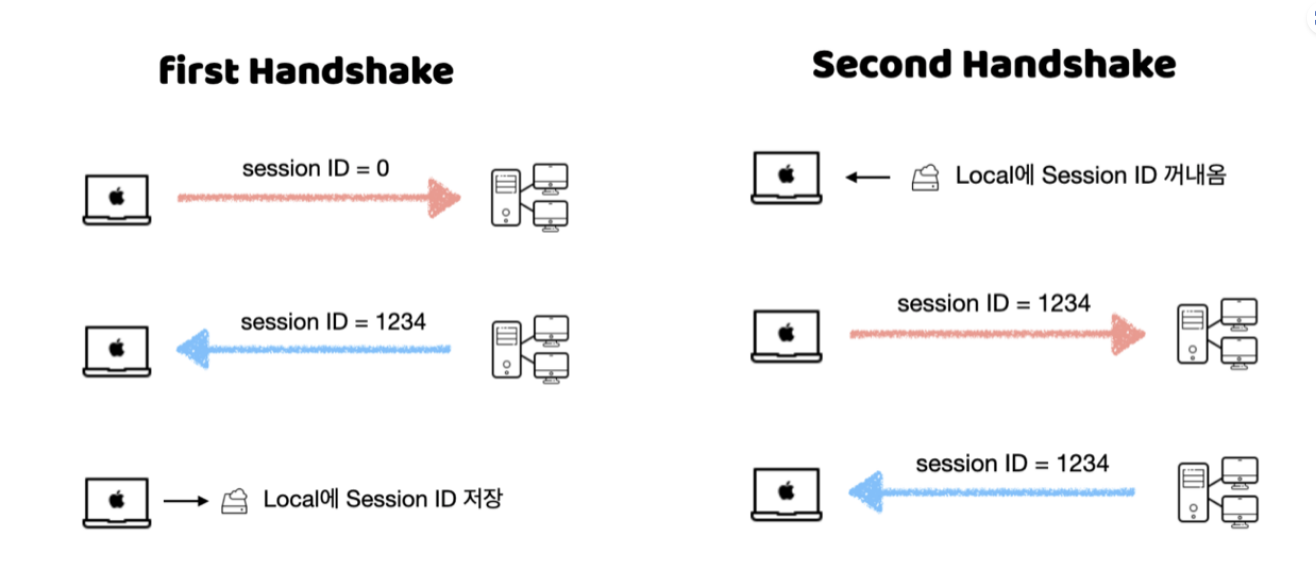 first Handshake
session ID = 0
session ID = 1234
Local에 Session ID 저장
Second Handshake
Local에 Session ID 꺼내옴
session ID = 1234
session ID = 1234